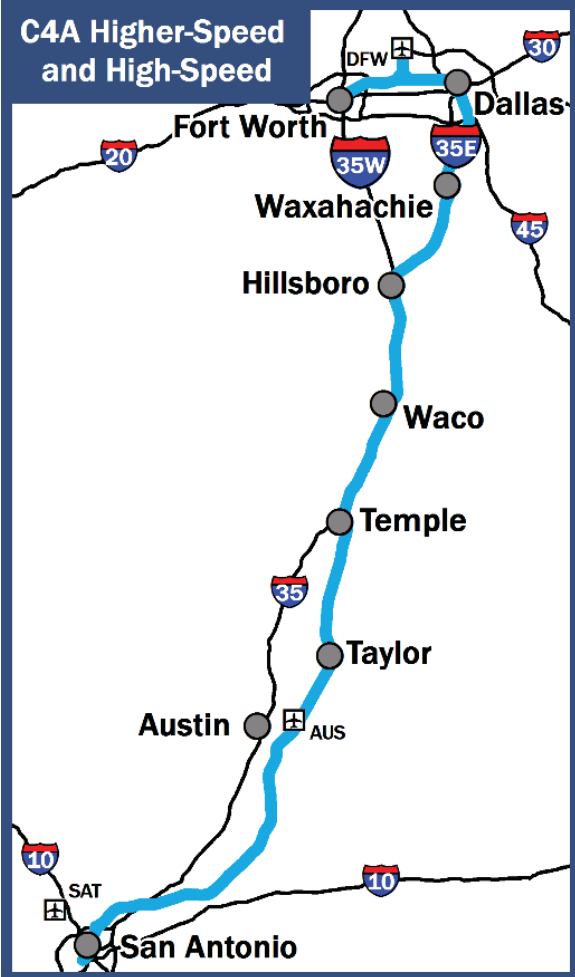 C4A Higher-Speed
and High-Speed
DFW
30
Dallas
Fort Worth
20
35W
35E
Waxahachie
45
Hillsboro
Waco
Temple
35
Taylor
Austin
AUS
10
SAT
10
San Antonio